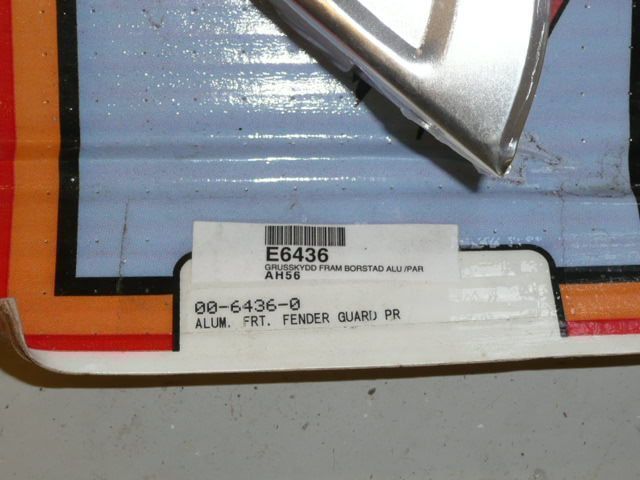 E6436
GRUSSKYDD FRAM BORSTAD ALU /PAR
AH56
00-6436-0
ALUM. FRT. FENDER GUARD PR